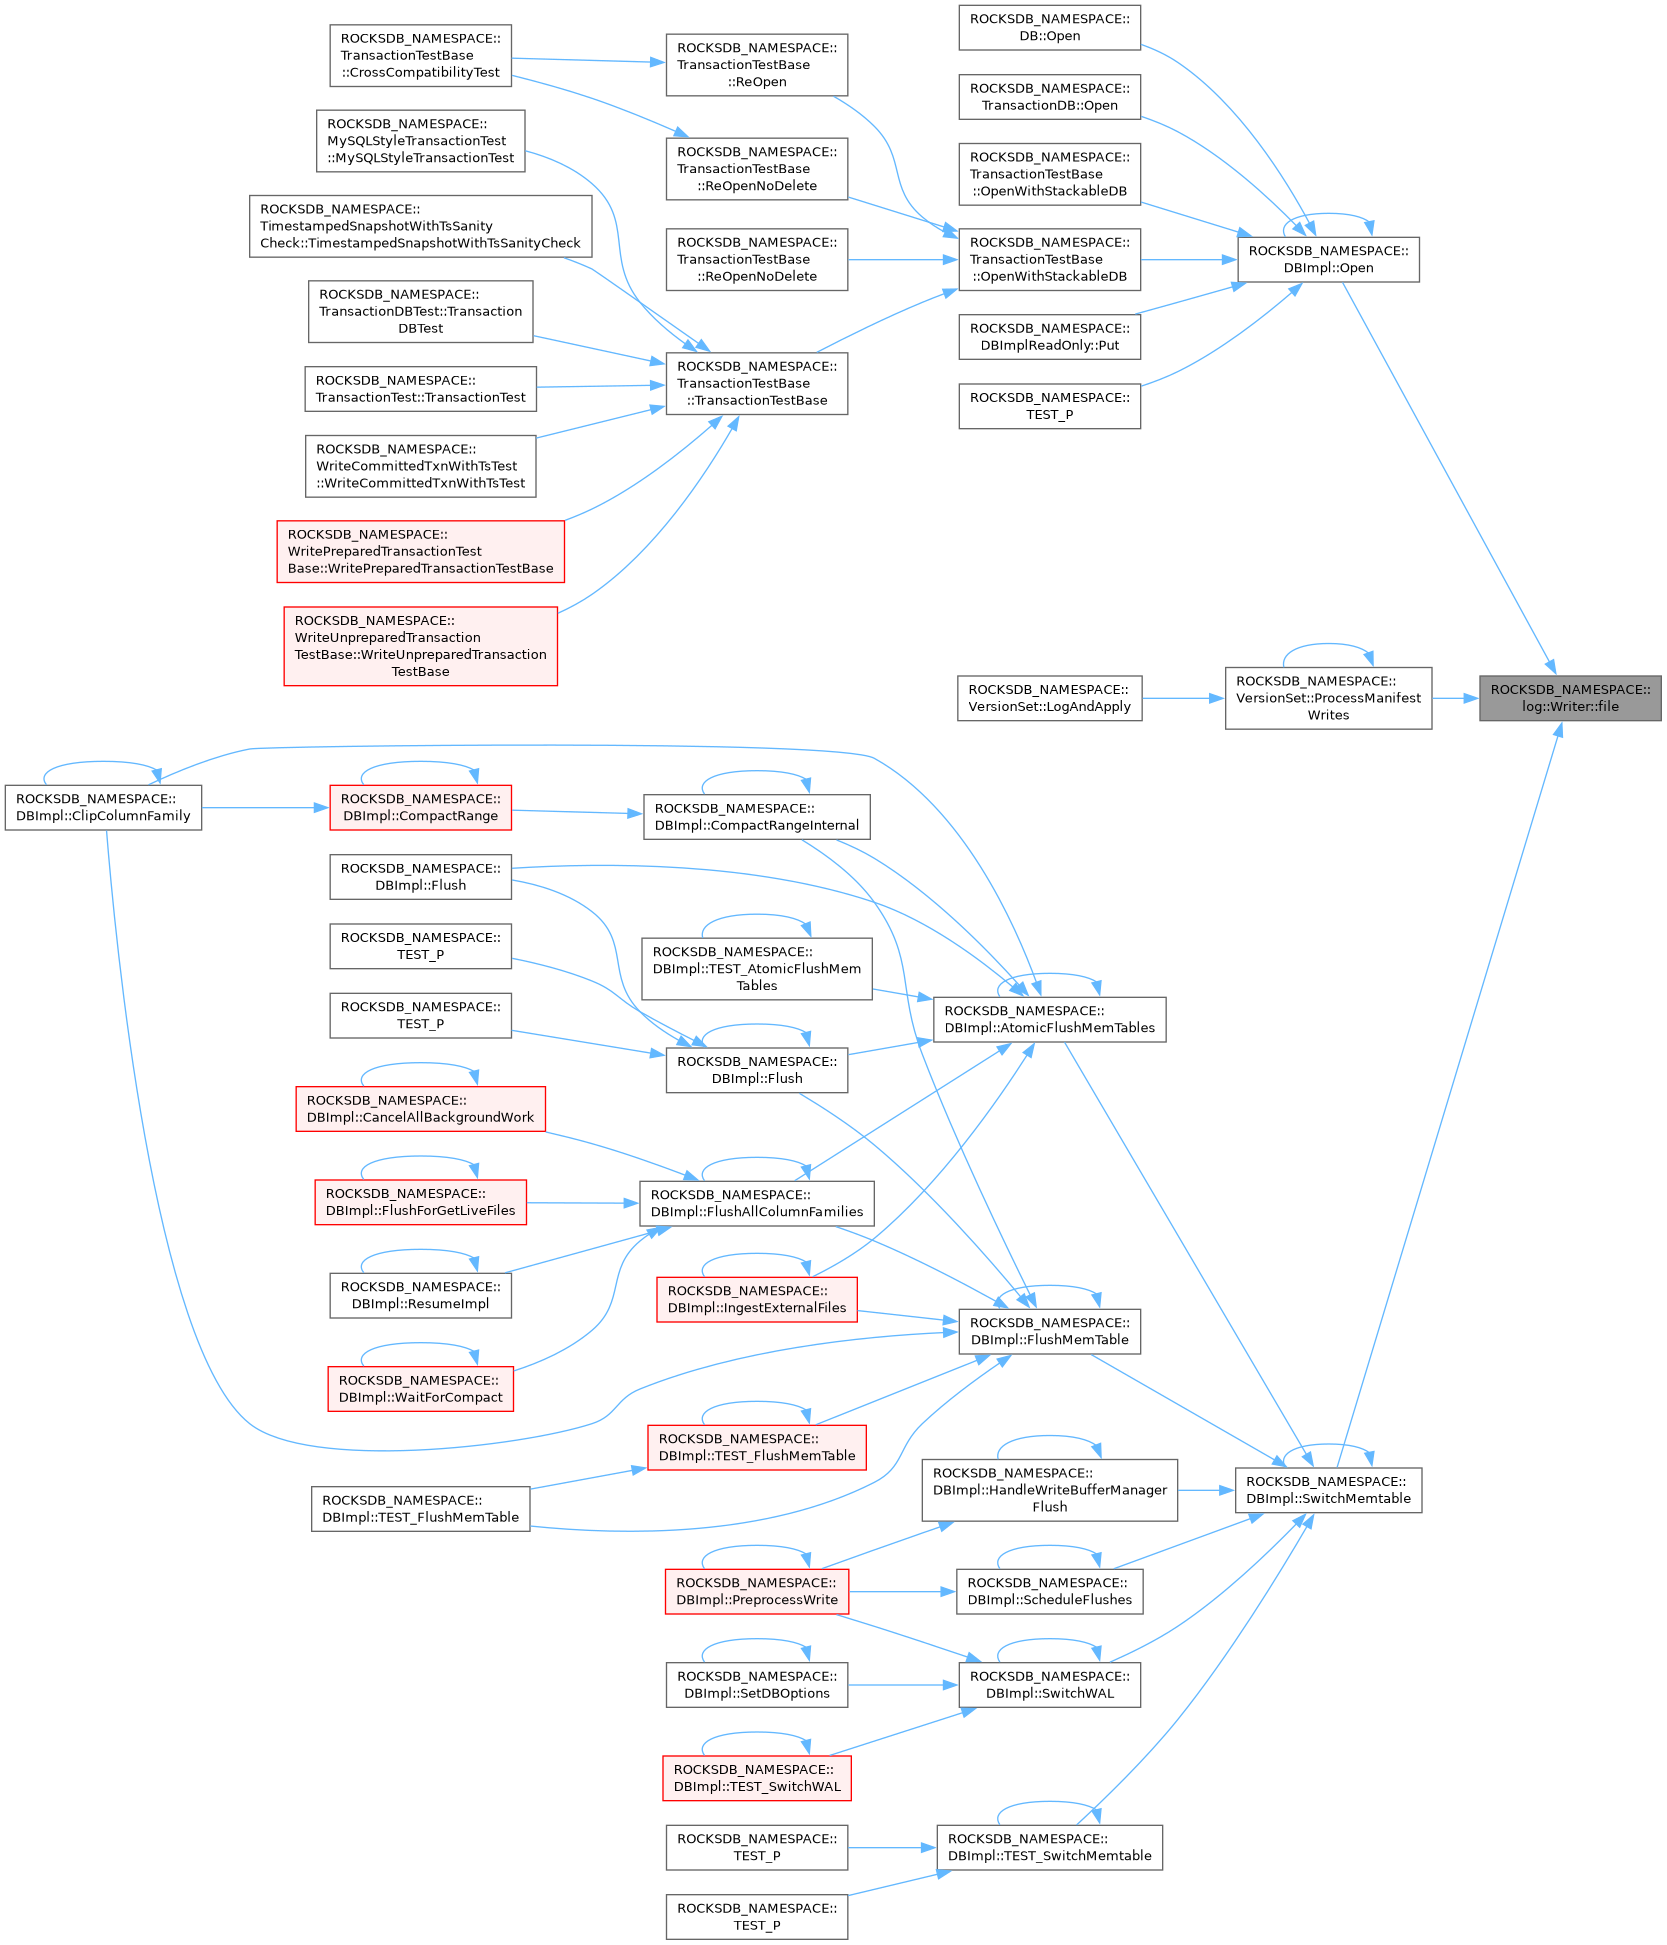 ROCKSDB_NAMESPACE::
TransactionTestBase
::CrossCompatibilityTest
ROCKSDB_NAMESPACE::
MySQLStyleTransactionTest
::MySQLStyleTransactionTest
ROCKSDB_NAMESPACE::
TimestampedSnapshotWithTsSanity
Check::TimestampedSnapshotWithTsSanityCheck
ROCKSDB_NAMESPACE::
TransactionDBTest::Transaction
DBTest
ROCKSDB_NAMESPACE::
TransactionTest::TransactionTest
ROCKSDB_NAMESPACE::
WriteCommittedTxnWithTsTest
::WriteCommittedTxnWithTsTest
ROCKSDB_NAMESPACE::
WritePreparedTransactionTest
Base::WritePreparedTransactionTestBase
ROCKSDB_NAMESPACE::
WriteUnpreparedTransaction
TestBase::WriteUnpreparedTransaction
TestBase
ROCKSDB_NAMESPACE::
TransactionTestBase
::ReOpen
ROCKSDB_NAMESPACE::
TransactionTestBase
::ReOpenNoDelete
ROCKSDB_NAMESPACE::
TransactionTestBase
::ReOpenNoDelete
ROCKSDB_NAMESPACE::
TransactionTestBase
::TransactionTestBase
ROCKSDB_NAMESPACE::
DB::Open
ROCKSDB_NAMESPACE::
TransactionDB::Open
ROCKSDB_NAMESPACE::
TransactionTestBase
::OpenWithStackableDB
ROCKSDB_NAMESPACE::
TransactionTestBase
::OpenWithStackableDB
ROCKSDB_NAMESPACE::
DBImplReadOnly::Put
ROCKSDB_NAMESPACE::
TEST_P
ROCKSDB_NAMESPACE::
DBImpl::Open
ROCKSDB_NAMESPACE::
VersionSet::LogAndApply
ROCKSDB_NAMESPACE::
VersionSet::ProcessManifest
Writes
ROCKSDB_NAMESPACE::
log::Writer::file
ROCKSDB_NAMESPACE::
DBImpl::ClipColumnFamily
ROCKSDB_NAMESPACE::
DBImpl::CompactRange
ROCKSDB_NAMESPACE::
DBImpl::Flush
ROCKSDB_NAMESPACE::
TEST_P
ROCKSDB_NAMESPACE::
TEST_P
ROCKSDB_NAMESPACE::
DBImpl::CancelAllBackgroundWork
ROCKSDB_NAMESPACE::
DBImpl::FlushForGetLiveFiles
ROCKSDB_NAMESPACE::
DBImpl::ResumeImpl
ROCKSDB_NAMESPACE::
DBImpl::WaitForCompact
ROCKSDB_NAMESPACE::
DBImpl::TEST_FlushMemTable
ROCKSDB_NAMESPACE::
DBImpl::CompactRangeInternal
ROCKSDB_NAMESPACE::
DBImpl::TEST_AtomicFlushMem
Tables
ROCKSDB_NAMESPACE::
DBImpl::Flush
ROCKSDB_NAMESPACE::
DBImpl::FlushAllColumnFamilies
ROCKSDB_NAMESPACE::
DBImpl::IngestExternalFiles
ROCKSDB_NAMESPACE::
DBImpl::TEST_FlushMemTable
ROCKSDB_NAMESPACE::
DBImpl::PreprocessWrite
ROCKSDB_NAMESPACE::
DBImpl::SetDBOptions
ROCKSDB_NAMESPACE::
DBImpl::TEST_SwitchWAL
ROCKSDB_NAMESPACE::
TEST_P
ROCKSDB_NAMESPACE::
TEST_P
ROCKSDB_NAMESPACE::
DBImpl::AtomicFlushMemTables
ROCKSDB_NAMESPACE::
DBImpl::FlushMemTable
ROCKSDB_NAMESPACE::
DBImpl::HandleWriteBufferManager
Flush
ROCKSDB_NAMESPACE::
DBImpl::ScheduleFlushes
ROCKSDB_NAMESPACE::
DBImpl::SwitchWAL
ROCKSDB_NAMESPACE::
DBImpl::TEST_SwitchMemtable
ROCKSDB_NAMESPACE::
DBImpl::SwitchMemtable